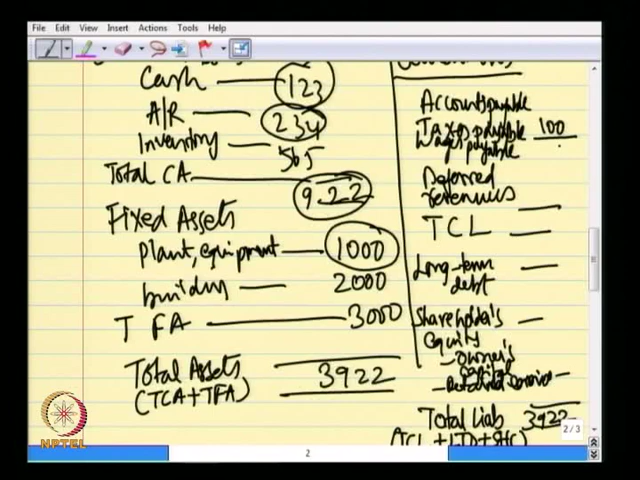 File Edit View Insert Actions Tools Help
Cash 123
A/R 234
Inventory 565
Total CA 922
Fixed Assets
Plant, equipment 1000
building 2000
T FA 3000
Total Assets 3922
(TCA+TFA)
Accounts payable
Taxes payable 100
Wages payable
Deferred
revenues
TCL
Long-term
debt
Shareholder's
equity
- Owner's
Total Liab 3922
(TCL + LTD + SHE)
NPTEL
2
2/3